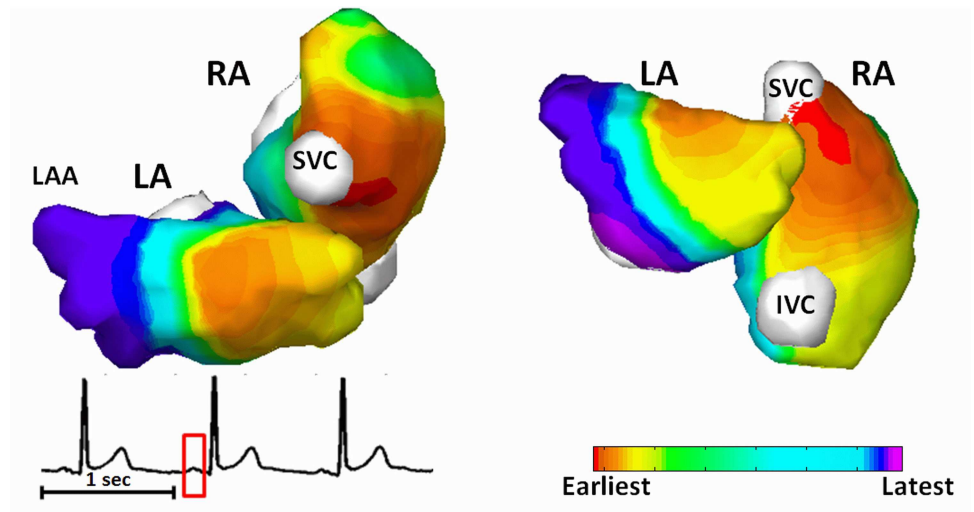 RA
SVC
LAA
LA
LA
SVC
RA
IVC
1 sec
Earliest
Latest